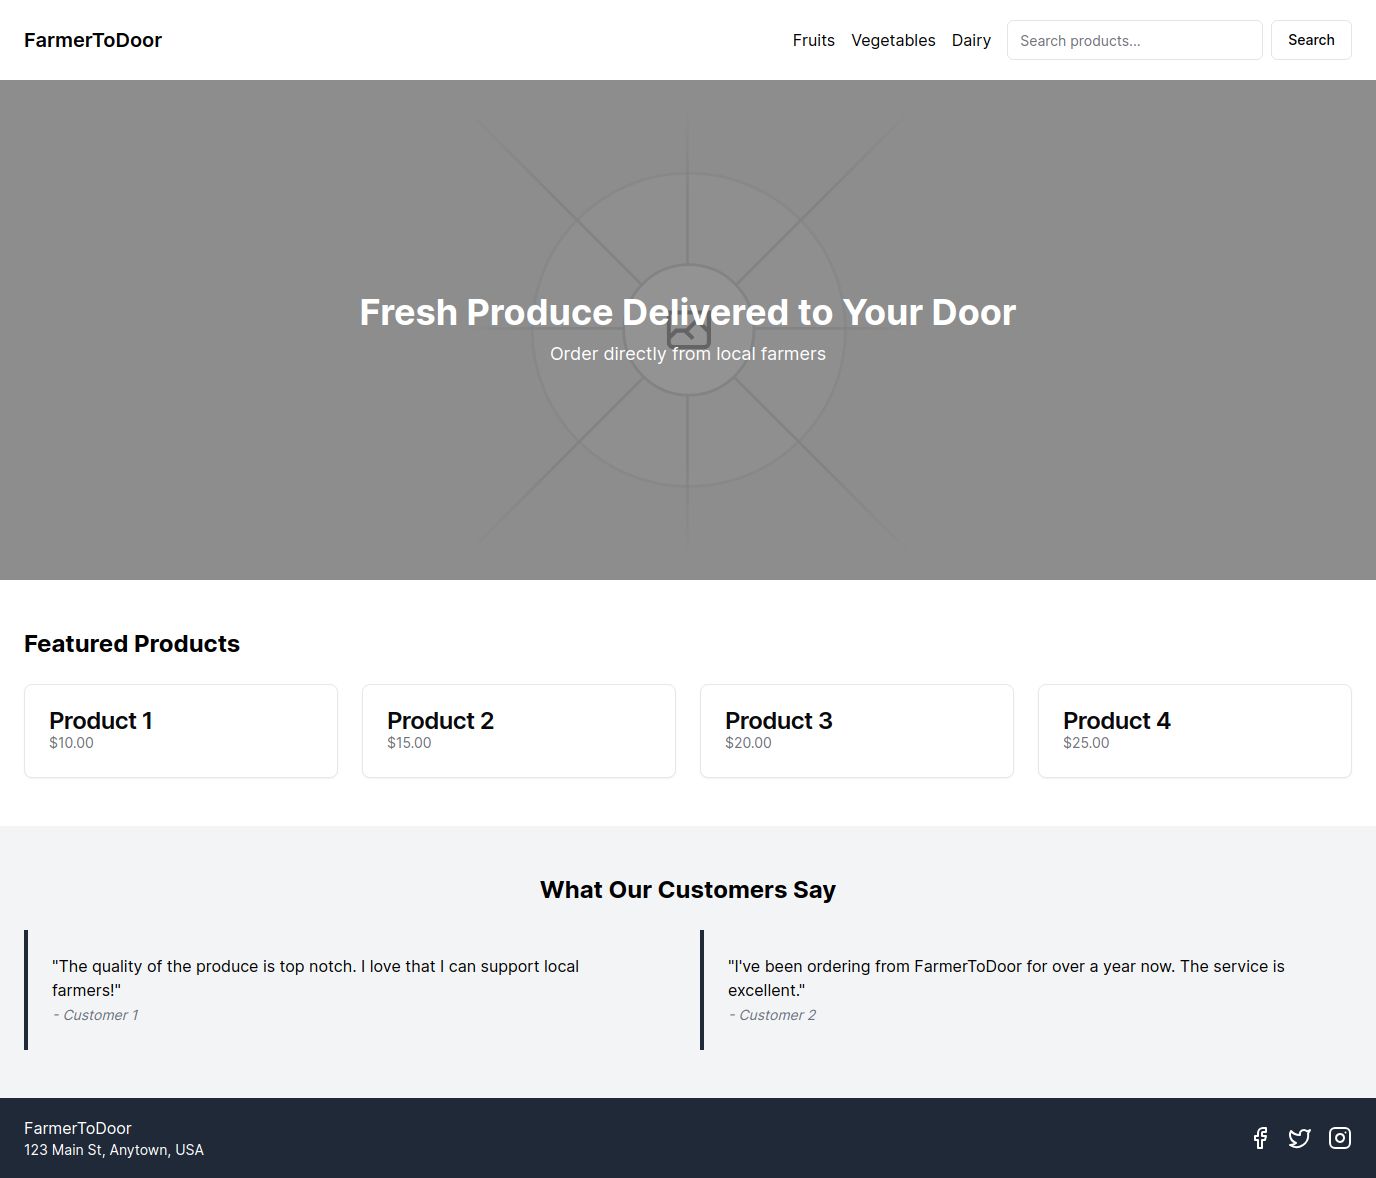 FarmerToDoor
Fruits Vegetables Dairy Search products... Search
Fresh Produce Delivered to Your Door
Order directly from local farmers
Featured Products
Product 1
$10.00
Product 2
$15.00
Product 3
$20.00
Product 4
$25.00
What Our Customers Say
"The quality of the produce is top notch. I love that I can support local
farmers!"
- Customer 1
"I've been ordering from FarmerToDoor for over a year now. The service is
excellent."
- Customer 2
FarmerToDoor
123 Main St, Anytown, USA